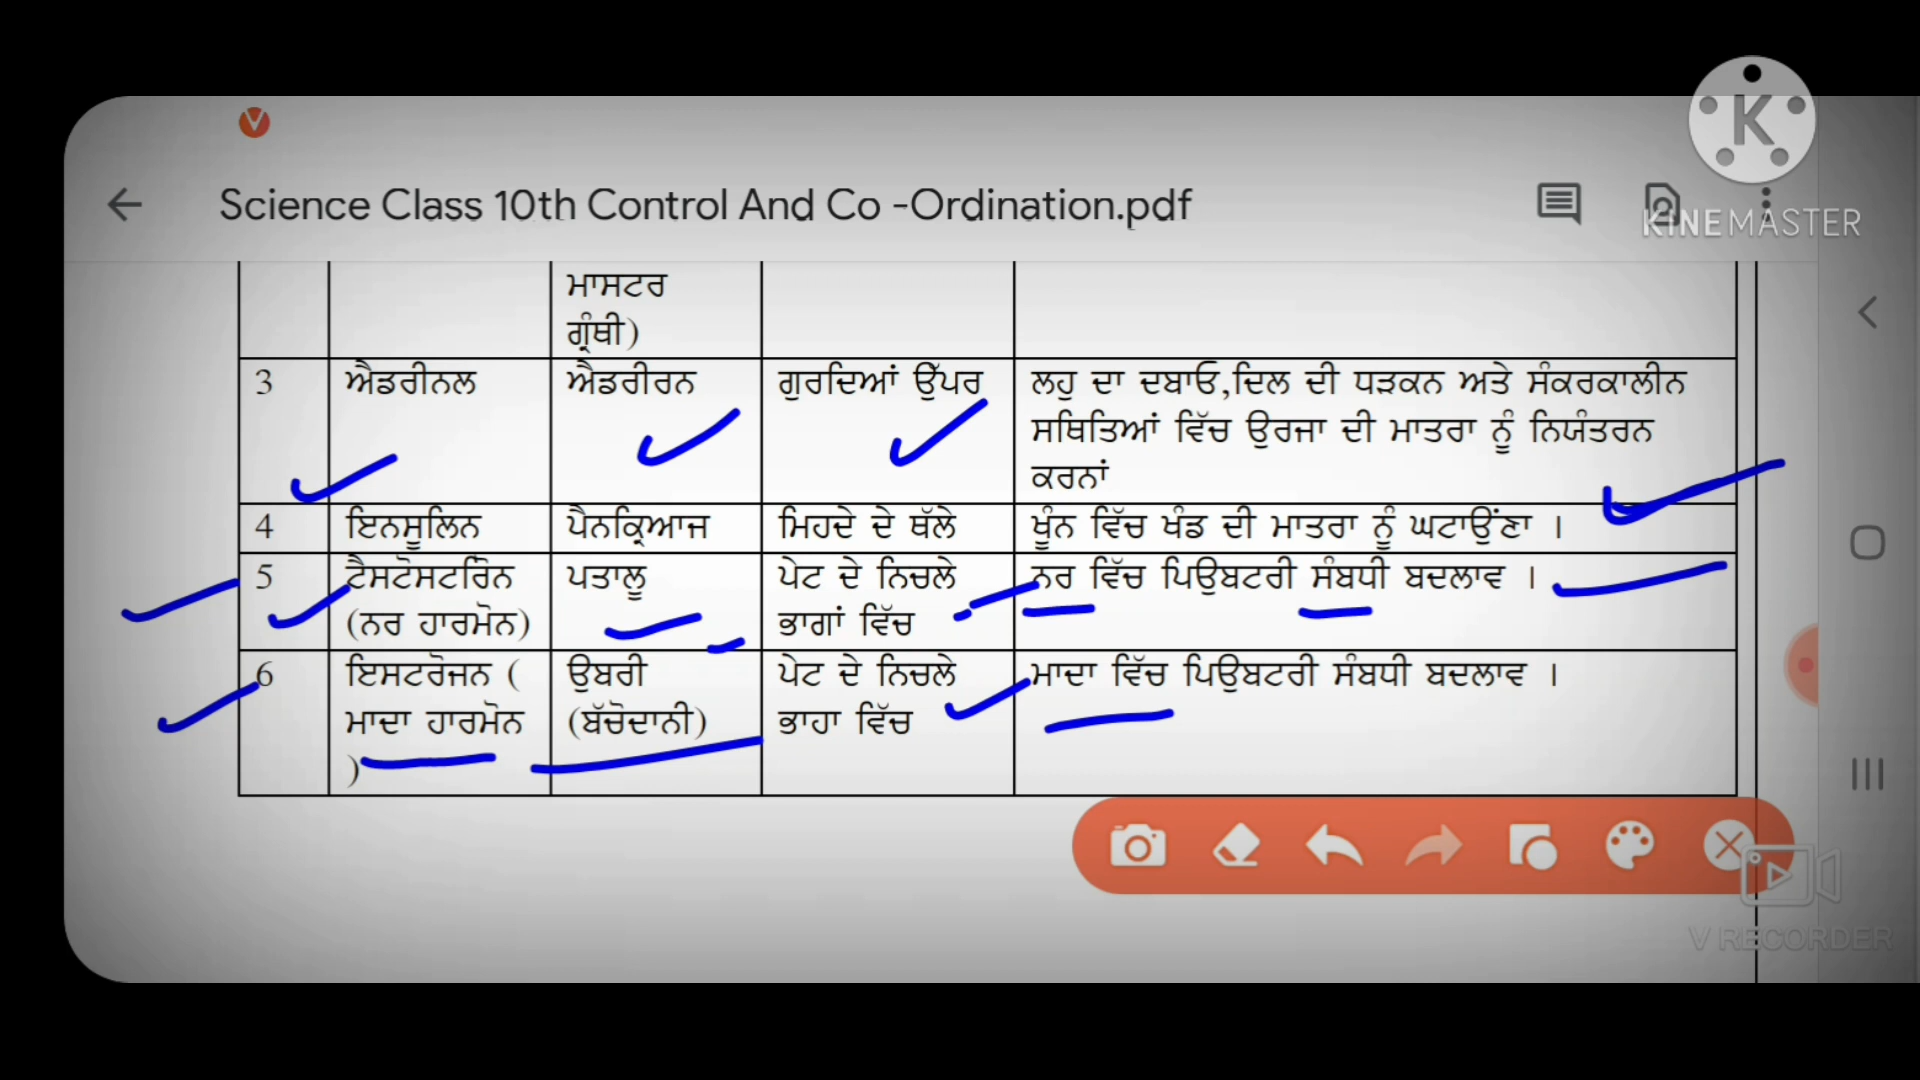 Science Class 10th Control And Co -Ordination.pdf
K
KINEMASTER
ਮਾਸਟਰ
ਗ੍ਰੰਥੀ)
3 ਐਡਰੀਨਲ ਐਡਰੀਰਨ ਗੁਰਦਿਆਂ ਉੱਪਰ ਲਹੁ ਦਾ ਦਬਾਓ,ਦਿਲ ਦੀ ਧੜਕਨ ਅਤੇ ਸੰਕਰਕਾਲੀਨ
ਸਥਿਤਿਆਂ ਵਿੱਚ ਉਰਜਾ ਦੀ ਮਾਤਰਾ ਨੂੰ ਨਿਯੰਤਰਨ
ਕਰਨਾਂ
4 ਇਨਸੂਲਿਨ ਪੈਨਕ੍ਰਿਆਜ ਮਿਹਦੇ ਦੇ ਥੱਲੇ ਖੂੰਨ ਵਿੱਚ ਖੰਡ ਦੀ ਮਾਤਰਾ ਨੂੰ ਘਟਾਉਂਣਾ ।
5 ਟੈਸਟੋਸਟਰਿੋਨ ਪਤਾਲੂ ਪੇਟ ਦੇ ਨਿਚਲੇ ਨਰ ਵਿੱਚ ਪਿਉਬਟਰੀ ਸੰਬਧੀ ਬਦਲਾਵ ।
(ਨਰ ਹਾਰਮੋਨ) ਭਾਗਾਂ ਵਿੱਚ
6 ਇਸਟਰੋਜਨ ( ਉਬਰੀ ਪੇਟ ਦੇ ਨਿਚਲੇ ਮਾਦਾ ਵਿੱਚ ਪਿਉਬਟਰੀ ਸੰਬਧੀ ਬਦਲਾਵ ।
ਮਾਦਾ ਹਾਰਮੋਨ (ਬੱਚੋਦਾਨੀ) ਭਾਹਾ ਵਿੱਚ
)
V RECORDER